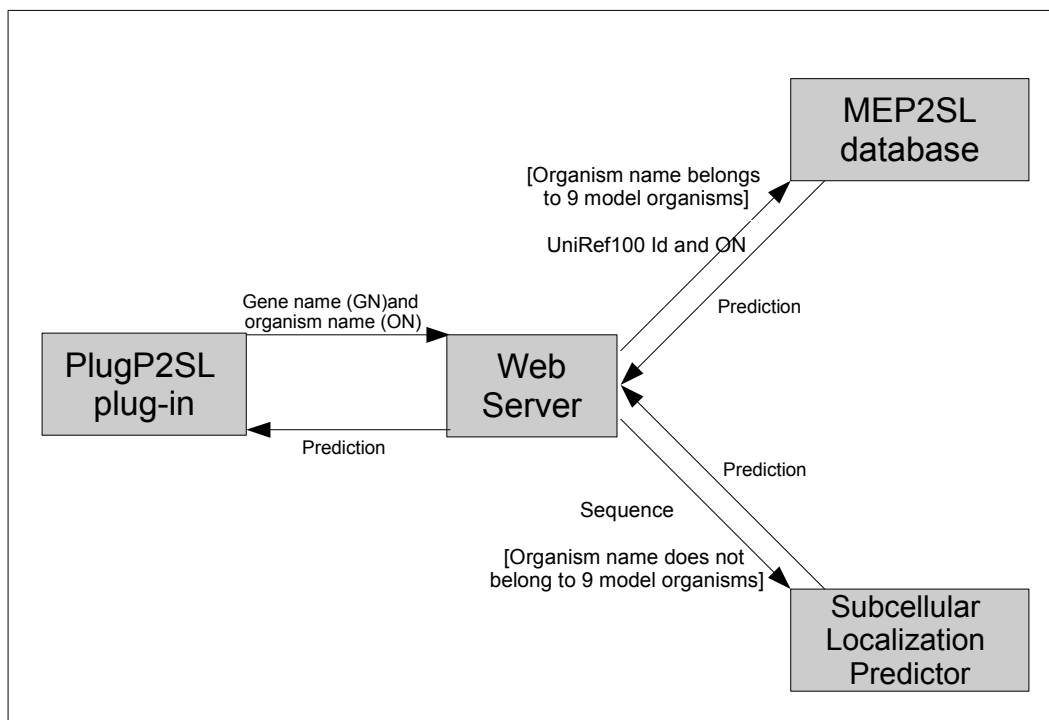 MEP2SL
database
[Organism name belongs
to 9 model organisms]
UniRef100 Id and ON
Prediction
Gene name (GN)and
organism name (ON)
PlugP2SL
plug-in
Web
Server
Prediction
Prediction
Sequence
[Organism name does not
belong to 9 model organisms]
Subcellular
Localization
Predictor